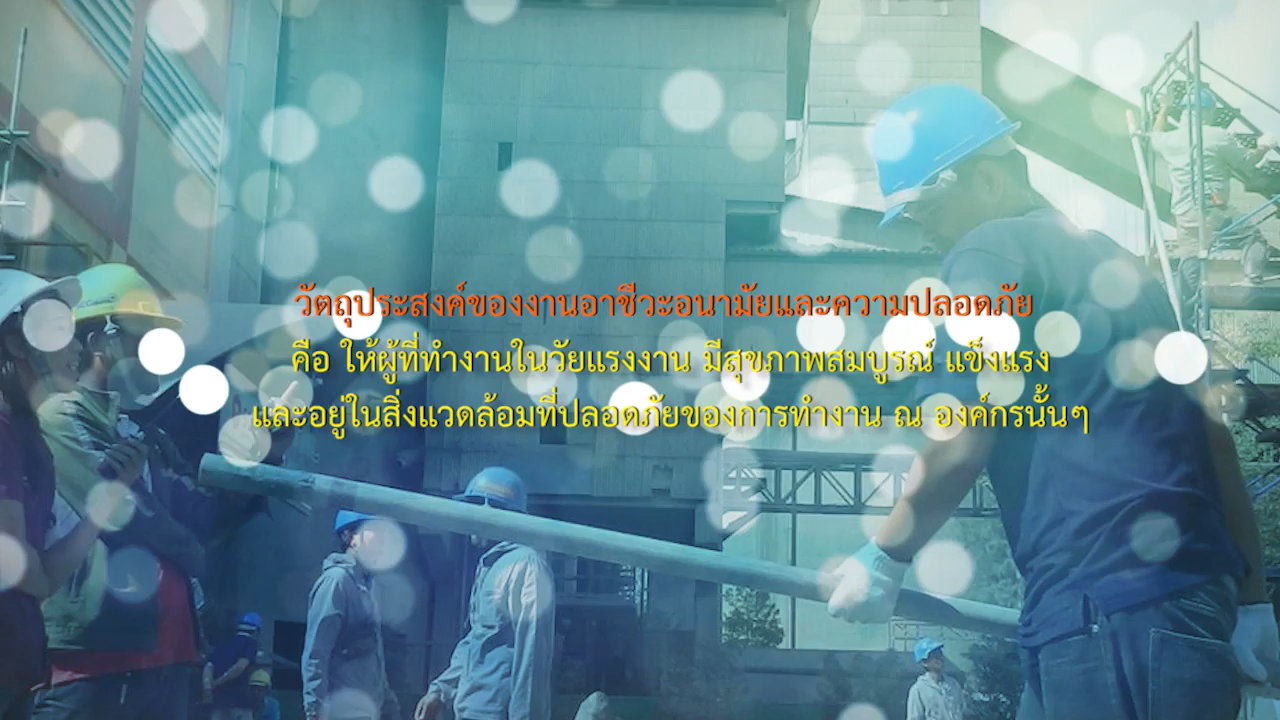 วัตถุประสงค์ของงานอาชีวะอนามัยและความปลอดภัย
คือ ให้ผู้ที่ทำงานในวัยแรงงาน มีสุขภาพสมบูรณ์ แข็งแรง
และอยู่ในสิ่งแวดล้อมที่ปลอดภัยของการทำงาน ณ องค์กรนั้นๆ